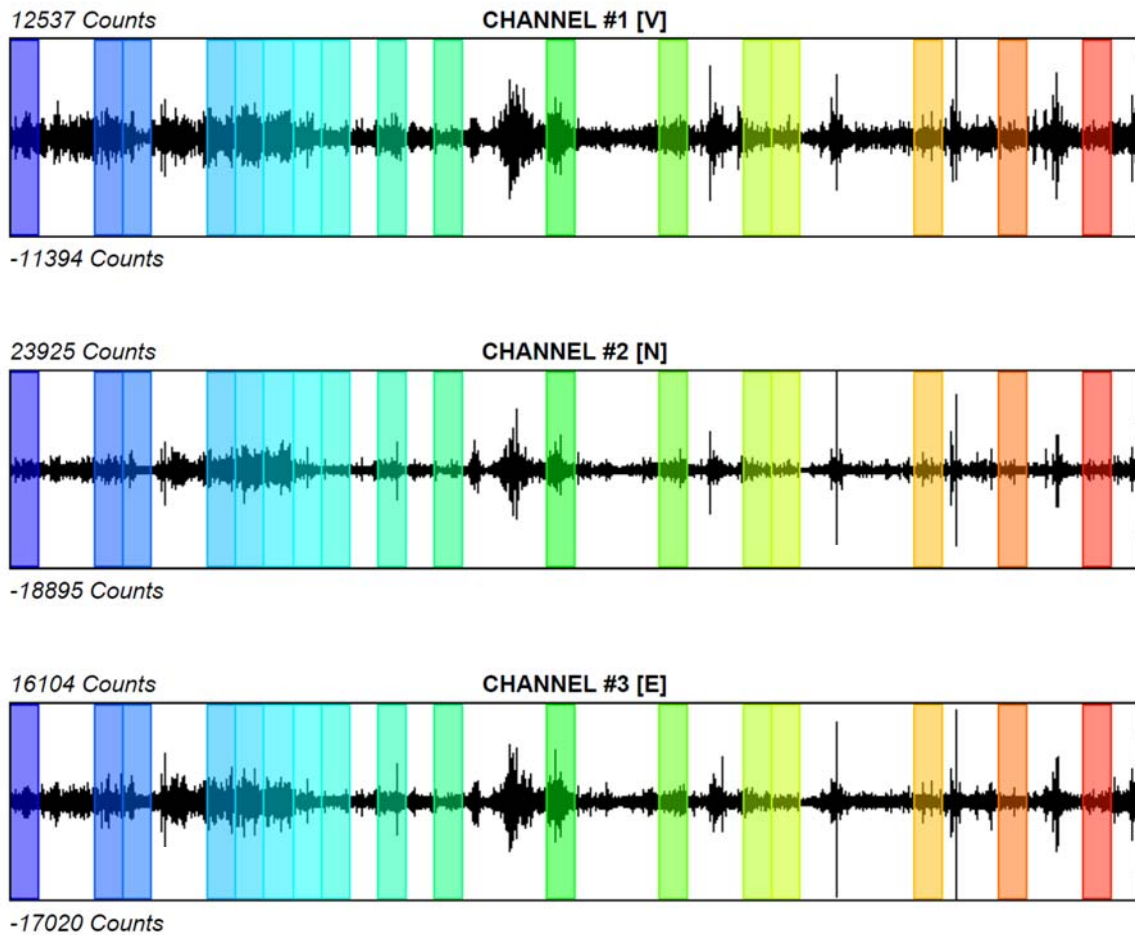 12537 Counts
CHANNEL #1 [V]
-11394 Counts
23925 Counts
CHANNEL #2 [N]
-18895 Counts
16104 Counts
CHANNEL #3 [E]
-17020 Counts